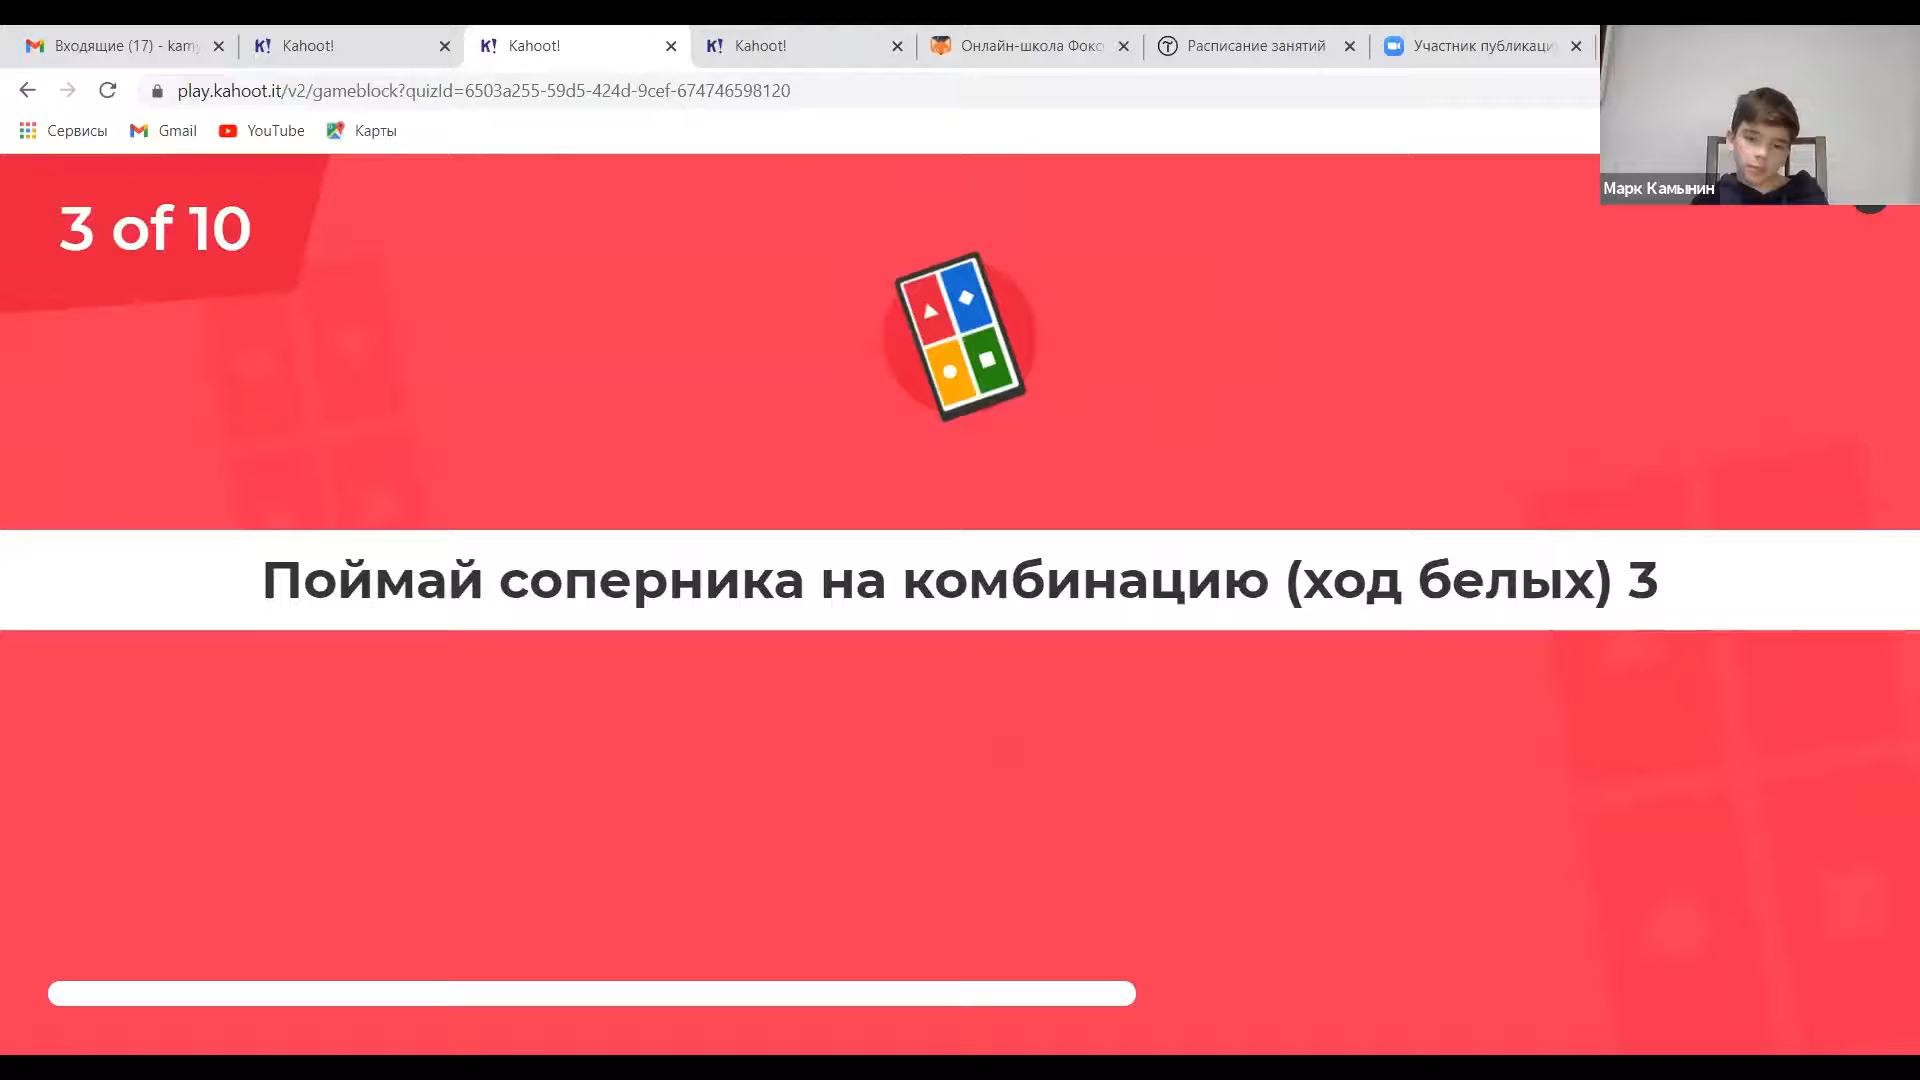 Входящие (17) - kamy
Kahoot!
Kahoot!
Kahoot!
Онлайн-школа Фокс
Расписание занятий
Участник публикаци
play.kahoot.it/v2/gameblock?quizId=6503a255-59d5-424d-9cef-674746598120
Сервисы
Gmail
YouTube
Карты
Марк Камынин
3 of 10
Поймай соперника на комбинацию (ход белых) 3